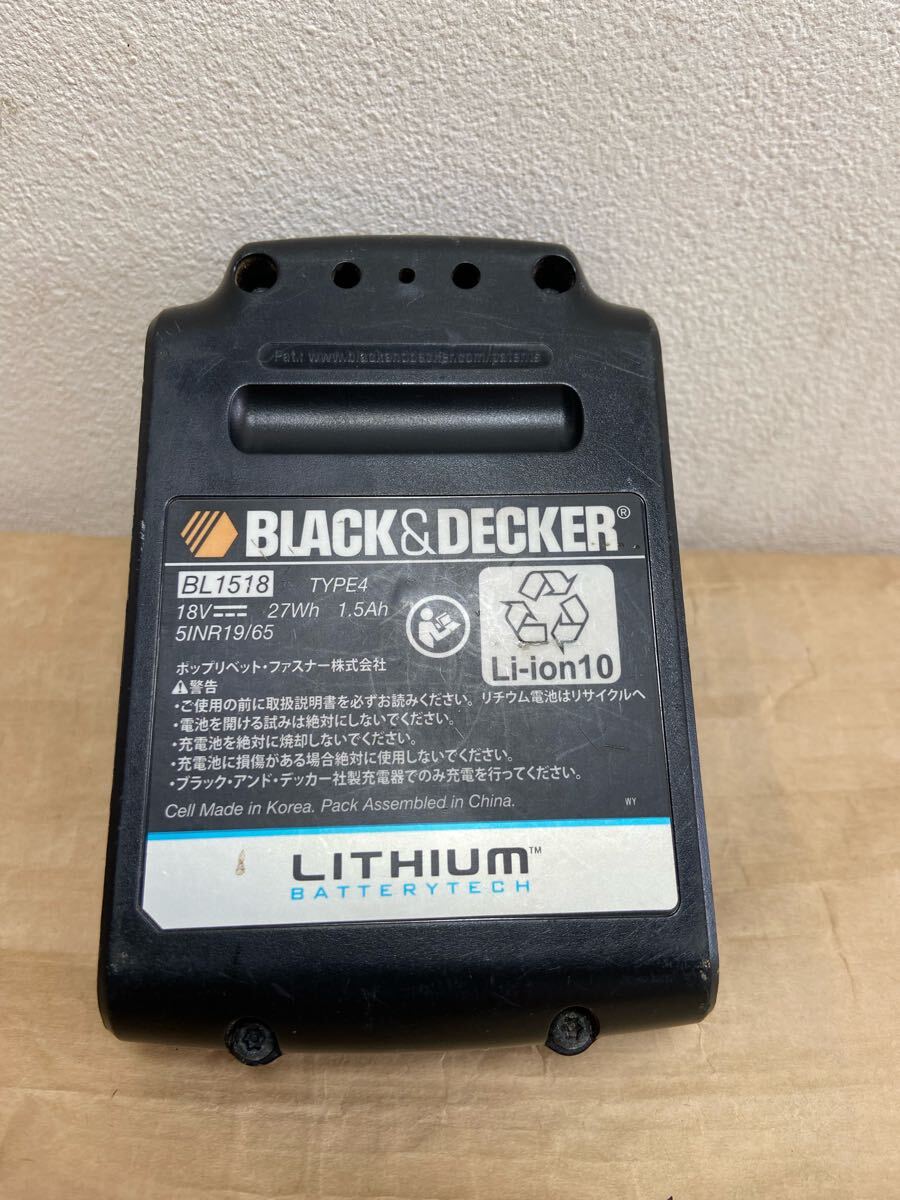 Pat.: www.blackanddecker.com/patents
BLACK&DECKER®
BL1518 TYPE4
18V 27Wh 1.5Ah
5INR19/65
Li-ion10
ポップリベット・ファスナー株式会社
警告
・ご使用の前に取扱説明書を必ずお読みください。 リチウム電池はリサイクルへ
・電池を開ける試みは絶対にしないでください。
・充電池を絶対に焼却しないでください。
・充電池に損傷がある場合絶対に使用しないでください。
・ブラック・アンド・デッカー社製充電器でのみ充電を行ってください。
Cell Made in Korea. Pack Assembled in China. WY
LITHIUM™
BATTERYTECH